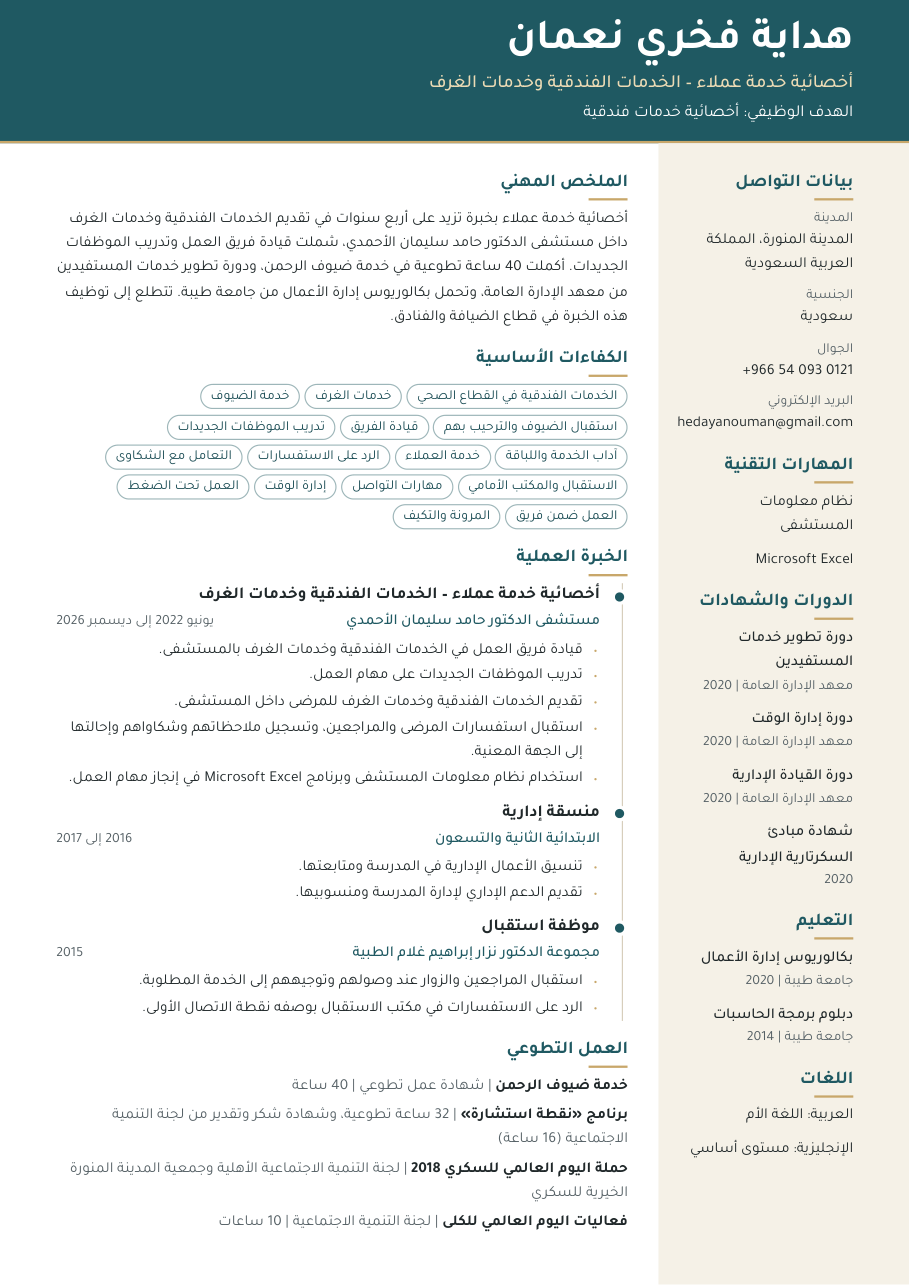 هداية فخري نعمان
أخصائية خدمة عملاء – الخدمات الفندقية وخدمات الغرف
الهدف الوظيفي: أخصائية خدمات فندقية
بيانات التواصل
المدينة
المدينة المنورة، المملكة
العربية السعودية
الجنسية
سعودية
الجوال
+966 54 093 0121
البريد الإلكتروني
hedayanouman@gmail.com
المهارات التقنية
نظام معلومات
المستشفى
Microsoft Excel
الدورات والشهادات
دورة تطوير خدمات
المستفيدين
معهد الإدارة العامة | 2020
دورة إدارة الوقت
معهد الإدارة العامة | 2020
دورة القيادة الإدارية
معهد الإدارة العامة | 2020
شهادة مبادئ
السكرتارية الإدارية
2020
التعليم
بكالوريوس إدارة الأعمال
جامعة طيبة | 2020
دبلوم برمجة الحاسبات
جامعة طيبة | 2014
اللغات
العربية: اللغة الأم
الإنجليزية: مستوى أساسي
الملخص المهني
أخصائية خدمة عملاء بخبرة تزيد على أربع سنوات في تقديم الخدمات الفندقية وخدمات الغرف
داخل مستشفى الدكتور حامد سليمان الأحمدي، شملت قيادة فريق العمل وتدريب الموظفات
الجديدات. أكملت 40 ساعة تطوعية في خدمة ضيوف الرحمن، ودورة تطوير خدمات المستفيدين
من معهد الإدارة العامة، وتحمل بكالوريوس إدارة الأعمال من جامعة طيبة. تتطلع إلى توظيف
هذه الخبرة في قطاع الضيافة والفنادق.
الكفاءات الأساسية
الخدمات الفندقية في القطاع الصحي خدمات الغرف خدمة الضيوف
استقبال الضيوف والترحيب بهم قيادة الفريق تدريب الموظفات الجديدات
آداب الخدمة واللباقة خدمة العملاء الرد على الاستفسارات التعامل مع الشكاوى
الاستقبال والمكتب الأمامي مهارات التواصل إدارة الوقت العمل تحت الضغط
العمل ضمن فريق المرونة والتكيف
الخبرة العملية
أخصائية خدمة عملاء – الخدمات الفندقية وخدمات الغرف
مستشفى الدكتور حامد سليمان الأحمدي يونيو 2022 إلى ديسمبر 2026
قيادة فريق العمل في الخدمات الفندقية وخدمات الغرف بالمستشفى.
تدريب الموظفات الجديدات على مهام العمل.
تقديم الخدمات الفندقية وخدمات الغرف للمرضى داخل المستشفى.
استقبال استفسارات المرضى والمراجعين، وتسجيل ملاحظاتهم وشكاواهم وإحالتها
إلى الجهة المعنية.
استخدام نظام معلومات المستشفى وبرنامج Microsoft Excel في إنجاز مهام العمل.
منسقة إدارية
الابتدائية الثانية والتسعون 2016 إلى 2017
تنسيق الأعمال الإدارية في المدرسة ومتابعتها.
تقديم الدعم الإداري لإدارة المدرسة ومنسوبيها.
موظفة استقبال
مجموعة الدكتور نزار إبراهيم غلام الطبية 2015
استقبال المراجعين والزوار عند وصولهم وتوجيههم إلى الخدمة المطلوبة.
الرد على الاستفسارات في مكتب الاستقبال بوصفه نقطة الاتصال الأولى.
العمل التطوعي
خدمة ضيوف الرحمن | شهادة عمل تطوعي | 40 ساعة
برنامج «نقطة استشارة» | 32 ساعة تطوعية، وشهادة شكر وتقدير من لجنة التنمية
الاجتماعية (16 ساعة)
حملة اليوم العالمي للسكري 2018 | لجنة التنمية الاجتماعية الأهلية وجمعية المدينة المنورة
الخيرية للسكري
فعاليات اليوم العالمي للكلى | لجنة التنمية الاجتماعية | 10 ساعات